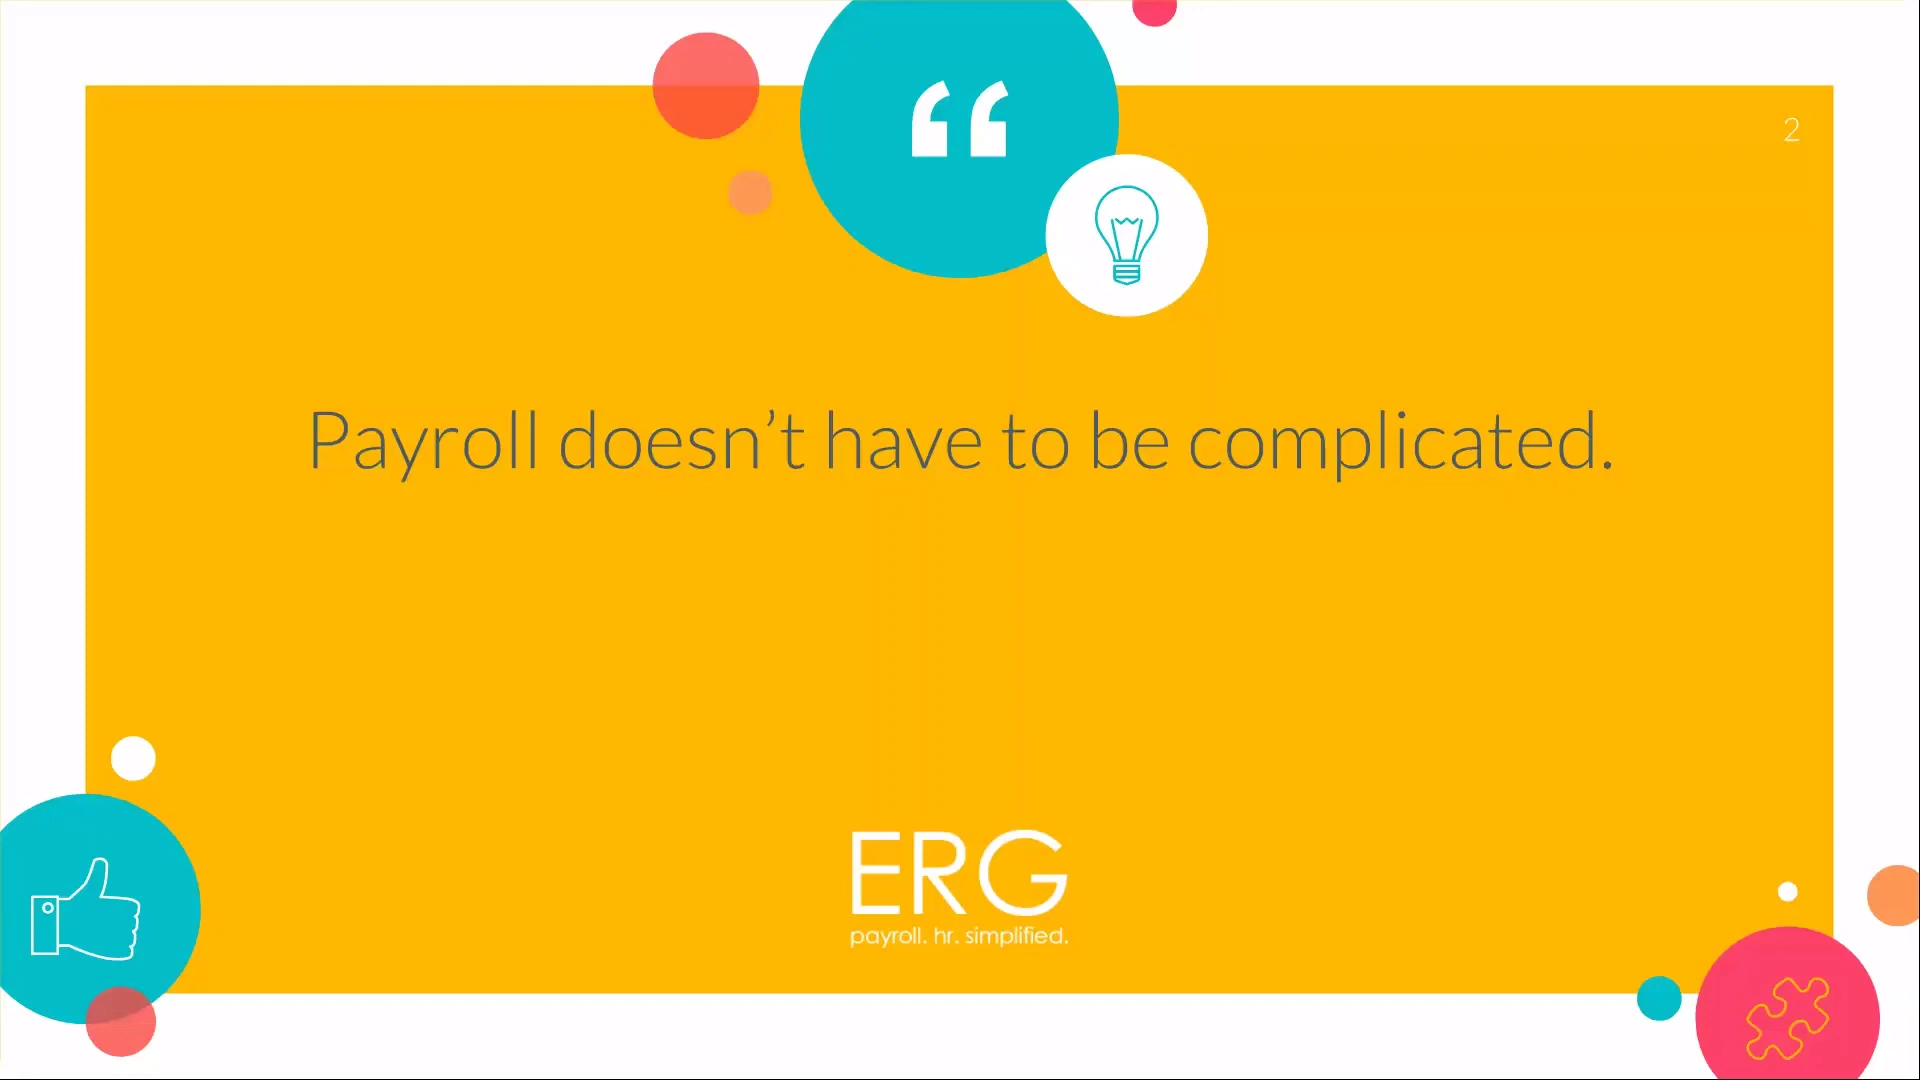 “
2
Payroll doesn’t have to be complicated.
ERG
payroll. hr. simplified.